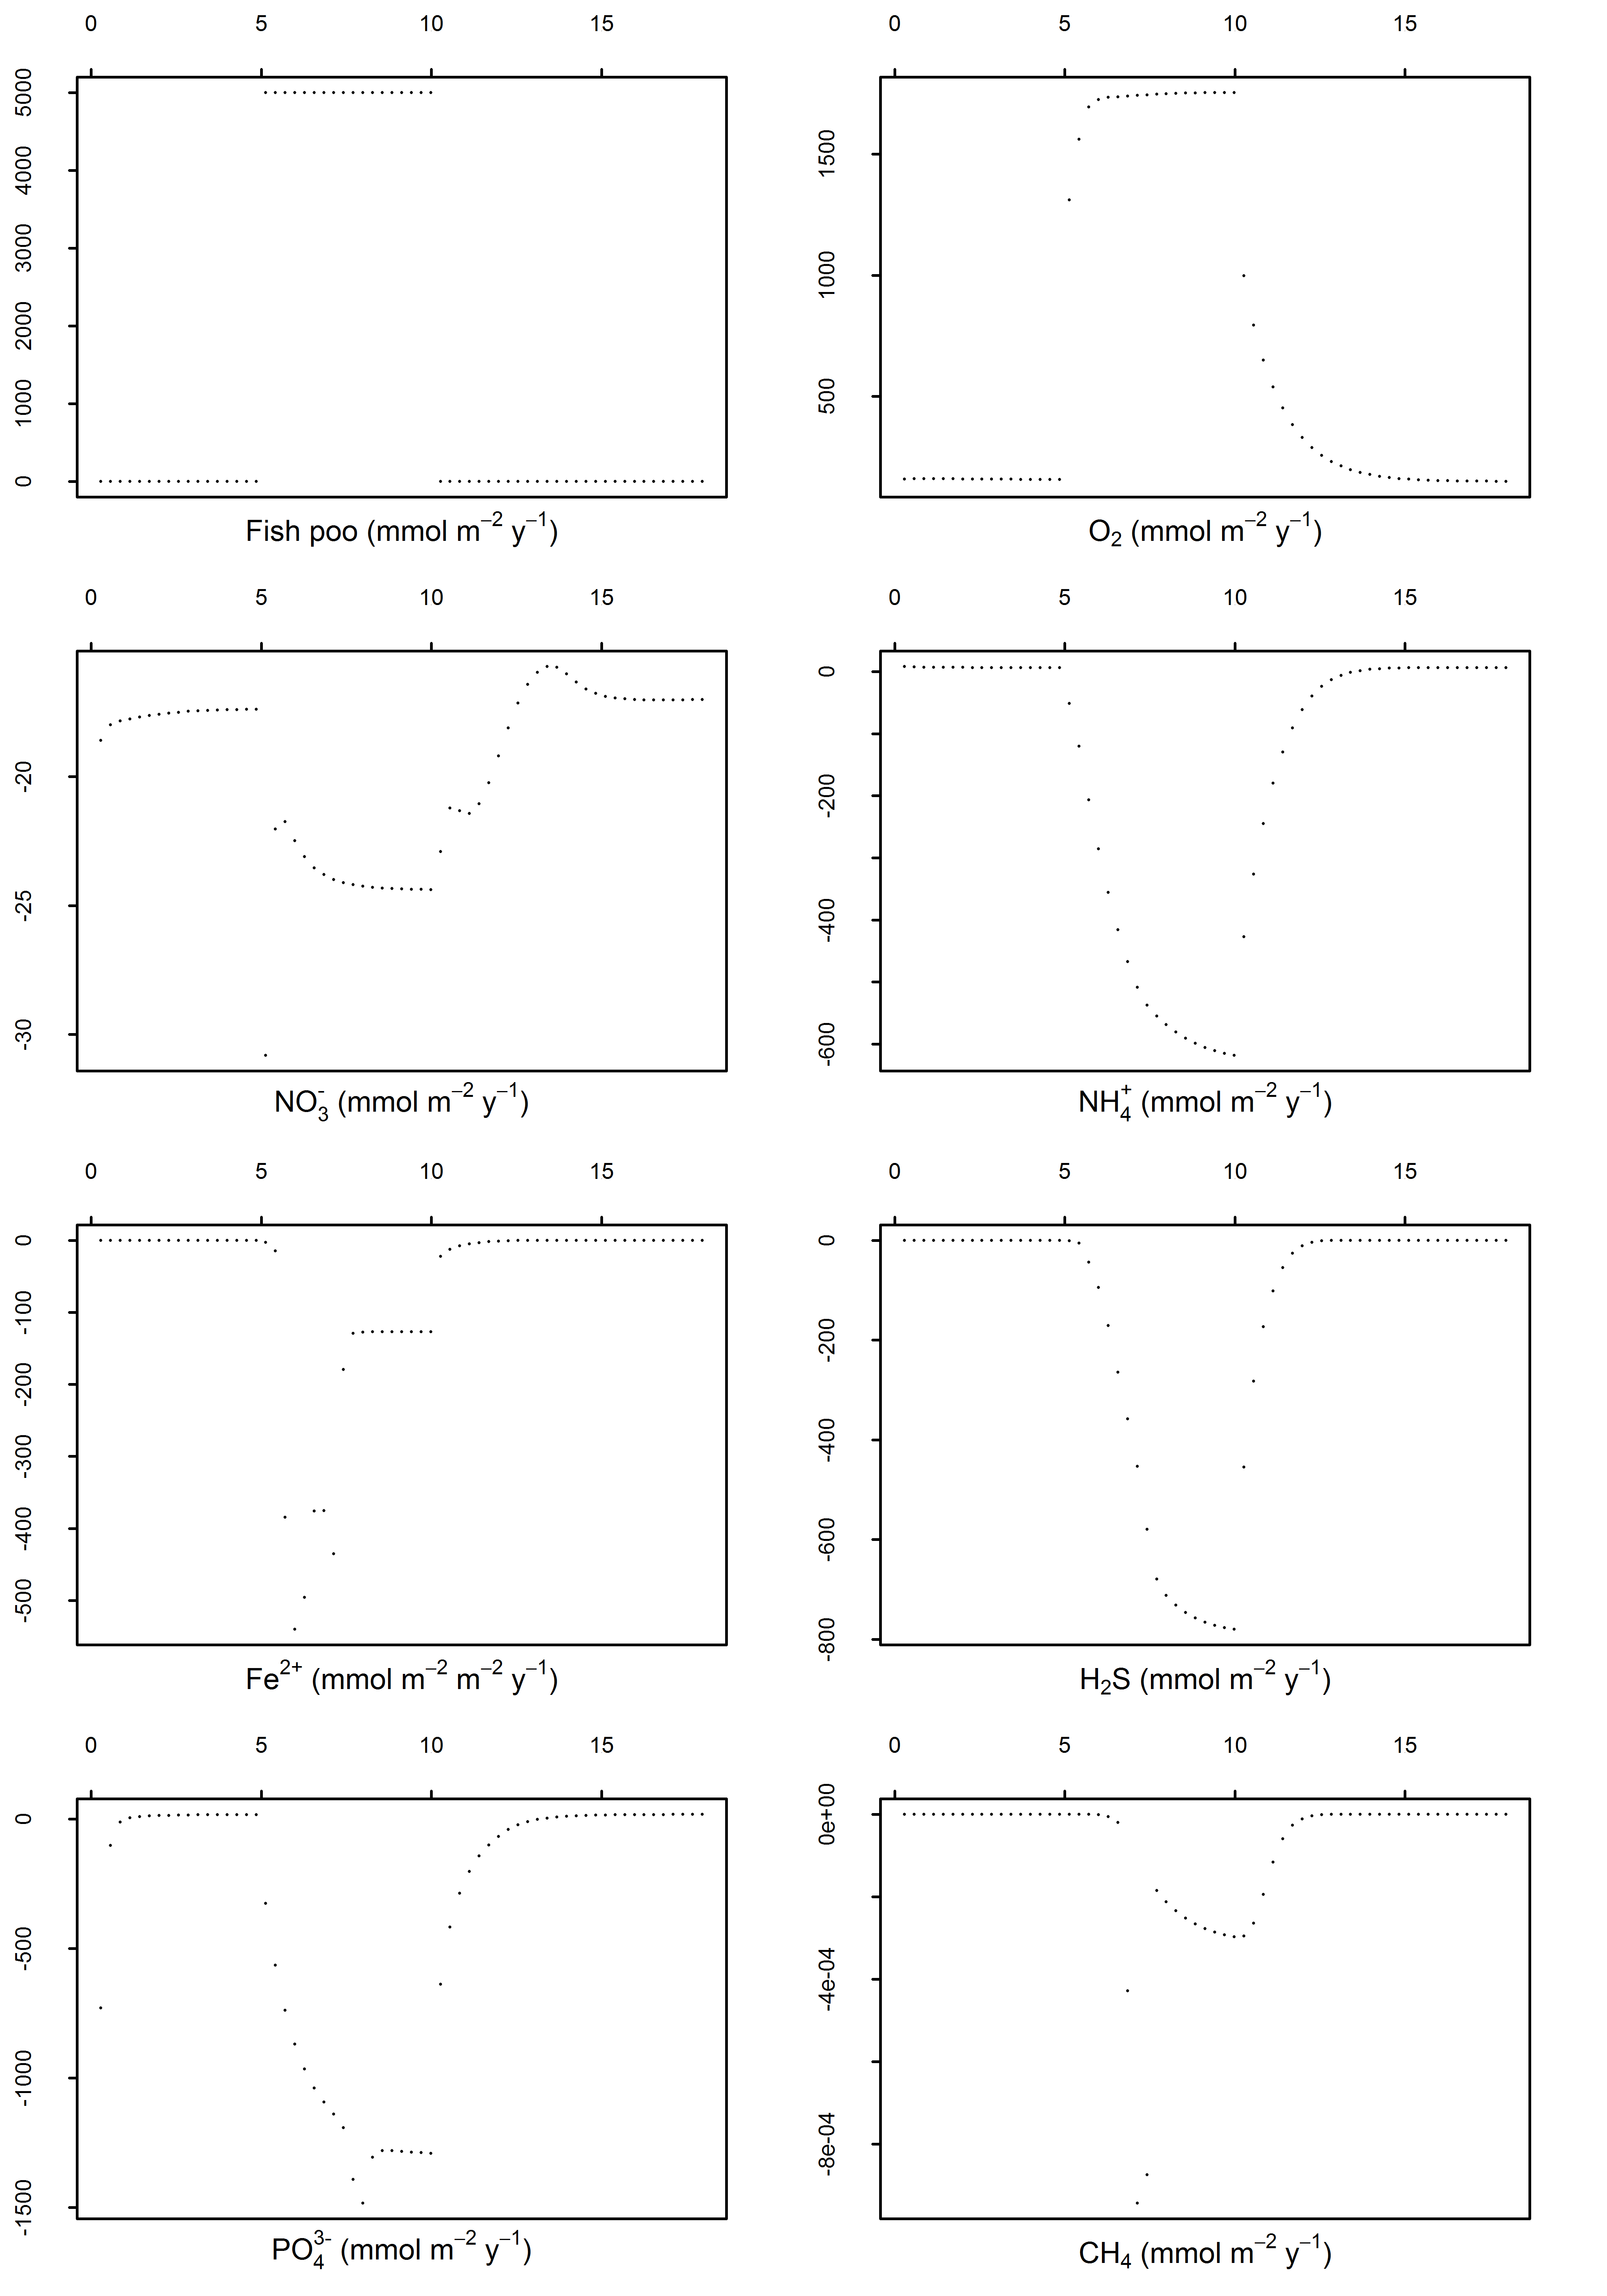 0 5 10 15
0 5 10 15
5000
4000
3000
2000
1000
0
1500
1000
500
Fish poo (mmol m−2 y−1)
O2 (mmol m−2 y−1)
0 5 10 15
0 5 10 15
-20
-25
-30
0
-200
-400
-600
NO3- (mmol m−2 y−1)
NH4+ (mmol m−2 y−1)
0 5 10 15
0 5 10 15
0
-100
-200
-300
-400
-500
0
-200
-400
-600
-800
Fe2+ (mmol m−2 m−2 y−1)
H2S (mmol m−2 y−1)
0 5 10 15
0 5 10 15
0
-500
-1000
-1500
0e+00
-4e-04
-8e-04
PO43- (mmol m−2 y−1)
CH4 (mmol m−2 y−1)